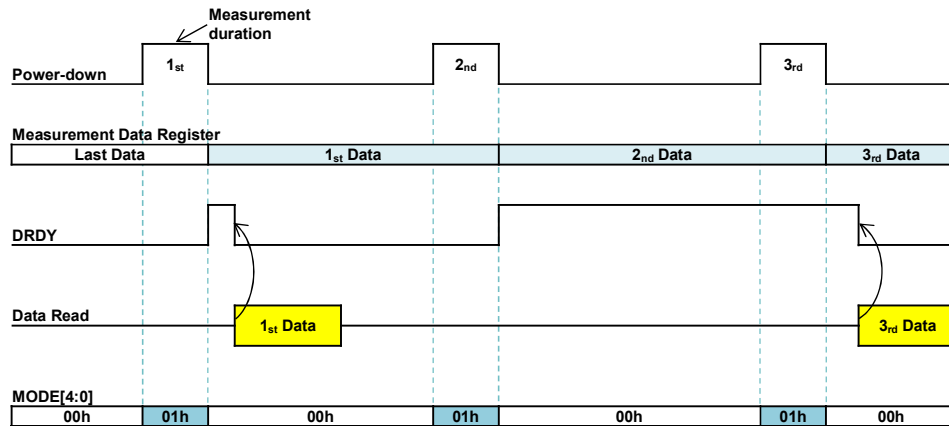 Measurement
duration
Power-down
1st 2nd 3rd
Measurement Data Register
Last Data 1st Data 2nd Data 3rd Data
DRDY
Data Read 1st Data 3rd Data
MODE[4:0]
00h 01h 00h 01h 00h 01h 00h